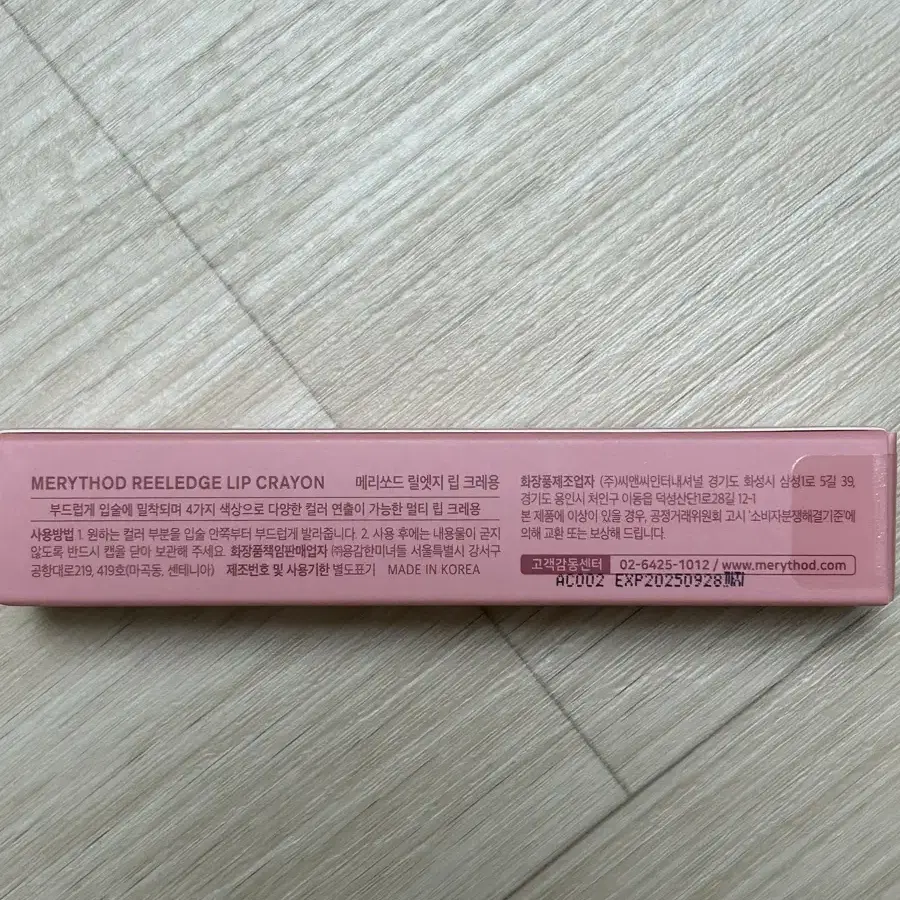 MERYTHOD REELEDGE LIP CRAYON 메리쏘드 릴엣지 립 크레용
부드럽게 입술에 밀착되며 4가지 색상으로 다양한 컬러 연출이 가능한 멀티 립 크레용
사용방법 1. 원하는 컬러 부분을 입술 안쪽부터 부드럽게 발라줍니다. 2. 사용 후에는 내용물이 굳지
않도록 반드시 캡을 닫아 보관해 주세요. 화장품책임판매업자 ㈜용감한미녀들 서울특별시 강서구
공항대로219, 419호(마곡동, 센테니아) 제조번호 및 사용기한 별도표기 MADE IN KOREA
화장품제조업자 (주)씨앤씨인터내셔널 경기도 화성시 삼성1로 5길 39,
경기도 용인시 처인구 이동읍 덕성산단1로28길 12-1
본 제품에 이상이 있을 경우, 공정거래위원회 고시 '소비자분쟁해결기준'에
의해 교환 또는 보상해 드립니다.
고객감동센터 02-6425-1012 / www.merythod.com
AC002 EXP20250928